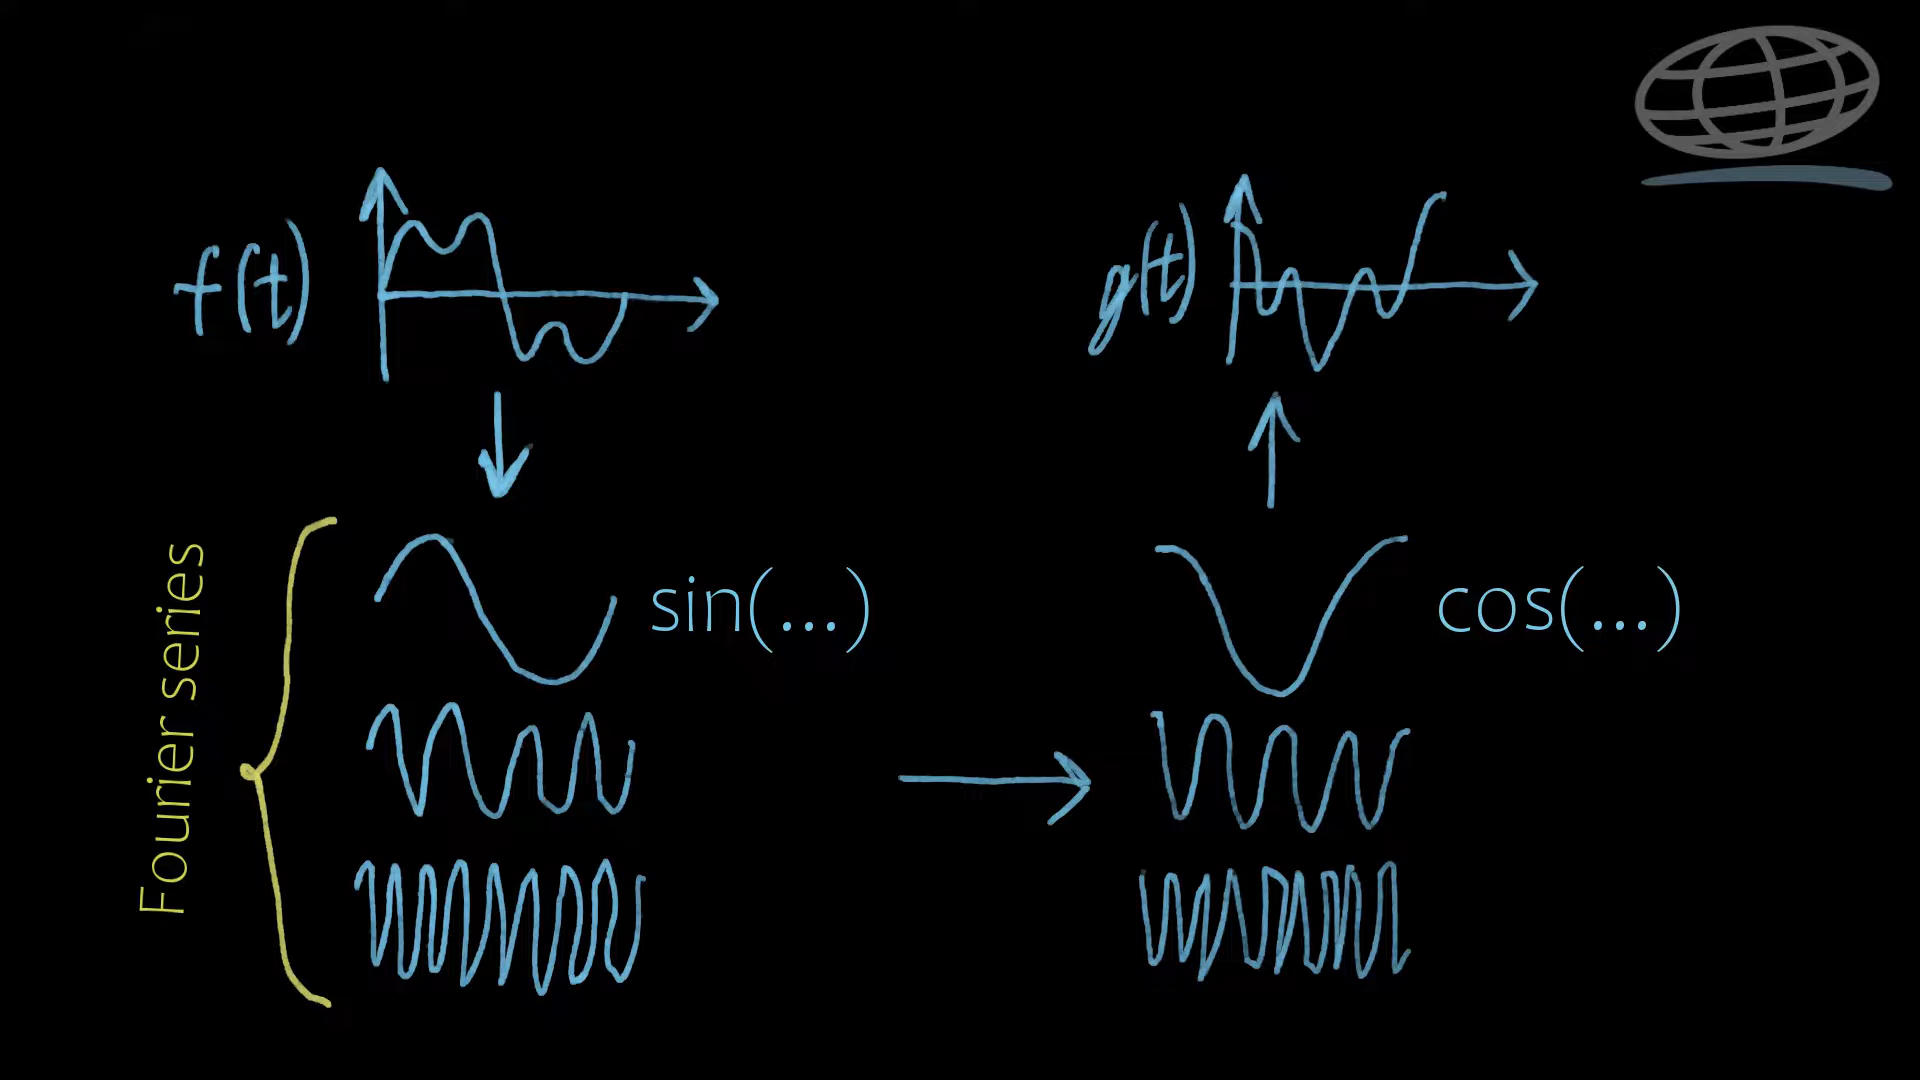 f(t)
g(t)
Fourier series
sin(...)
cos(...)